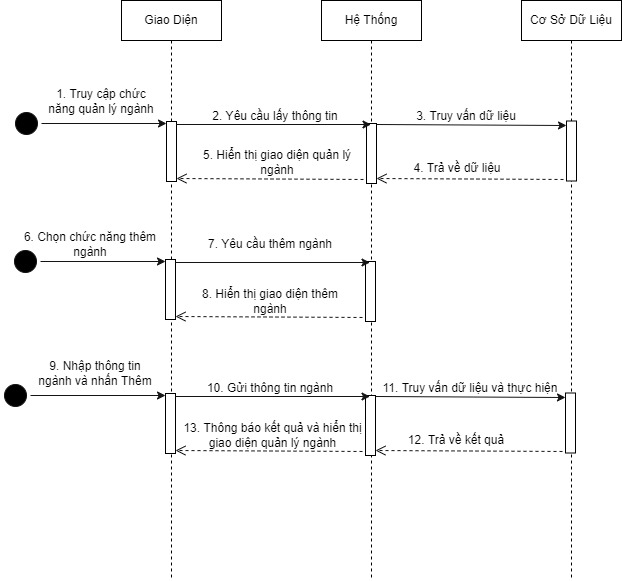 Giao Diện
Hệ Thống
Cơ Sở Dữ Liệu
1. Truy cập chức
năng quản lý ngành
2. Yêu cầu lấy thông tin
3. Truy vấn dữ liệu
5. Hiển thị giao diện quản lý
ngành
4. Trả về dữ liệu
6. Chọn chức năng thêm
ngành
7. Yêu cầu thêm ngành
8. Hiển thị giao diện thêm
ngành
9. Nhập thông tin
ngành và nhấn Thêm
10. Gửi thông tin ngành
11. Truy vấn dữ liệu và thực hiện
13. Thông báo kết quả và hiển thị
giao diện quản lý ngành
12. Trả về kết quả